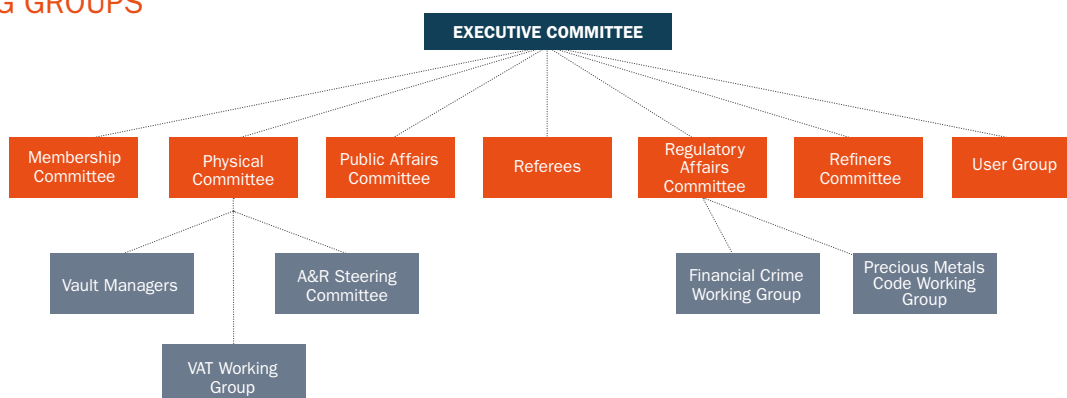 G GROUPS
EXECUTIVE COMMITTEE
Membership
Committee
Physical
Committee
Public Affairs
Committee
Referees
Regulatory
Affairs
Committee
Refiners
Committee
User Group
Vault Managers
A&R Steering
Committee
Financial Crime
Working Group
Precious Metals
Code Working
Group
VAT Working
Group